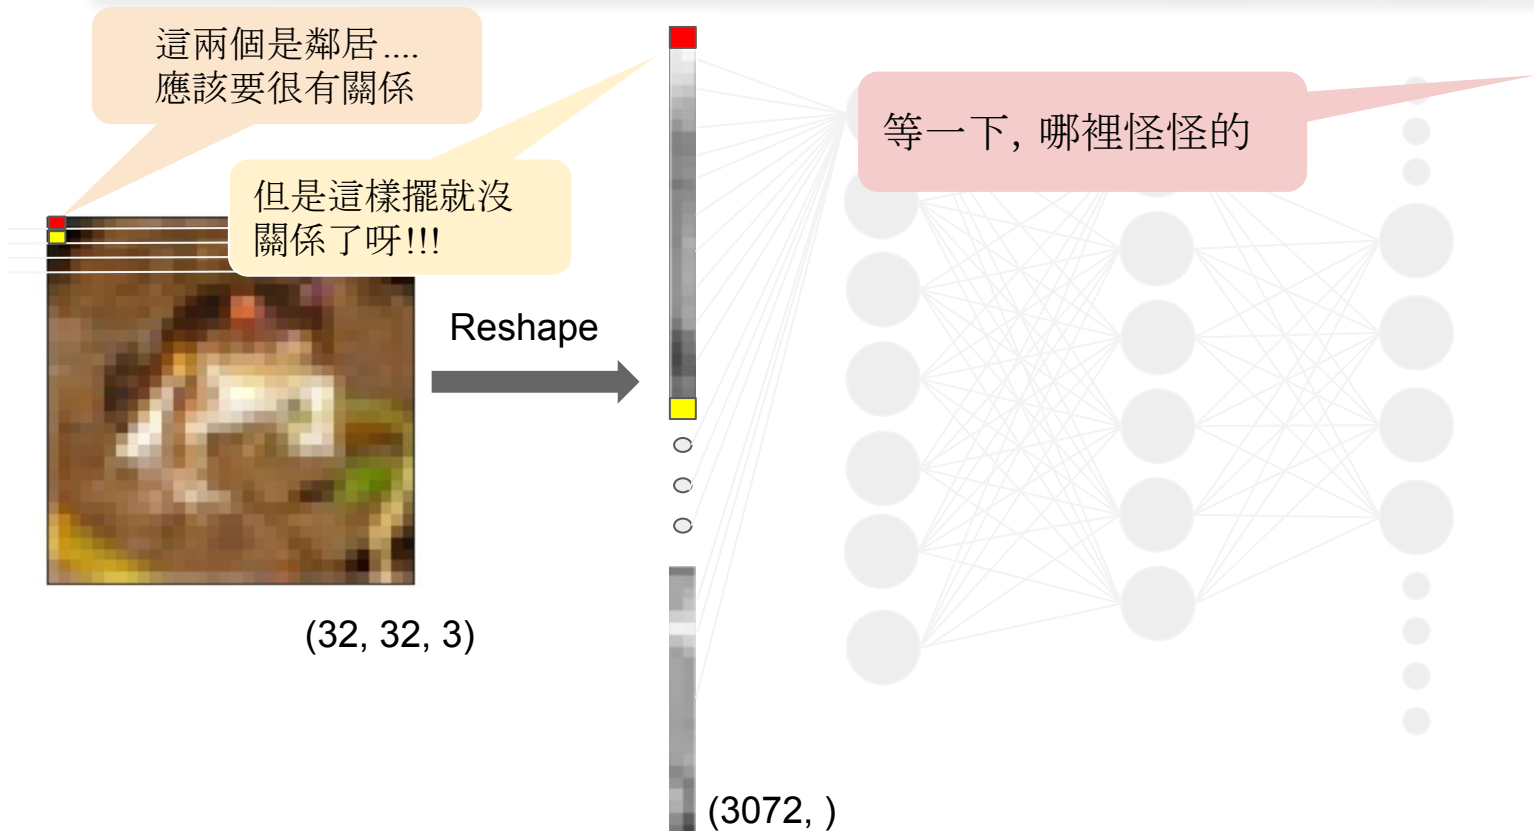 這兩個是鄰居....
應該要很有關係
但是這樣擺就沒
關係了呀!!!
等一下, 哪裡怪怪的
Reshape
(32, 32, 3)
(3072, )